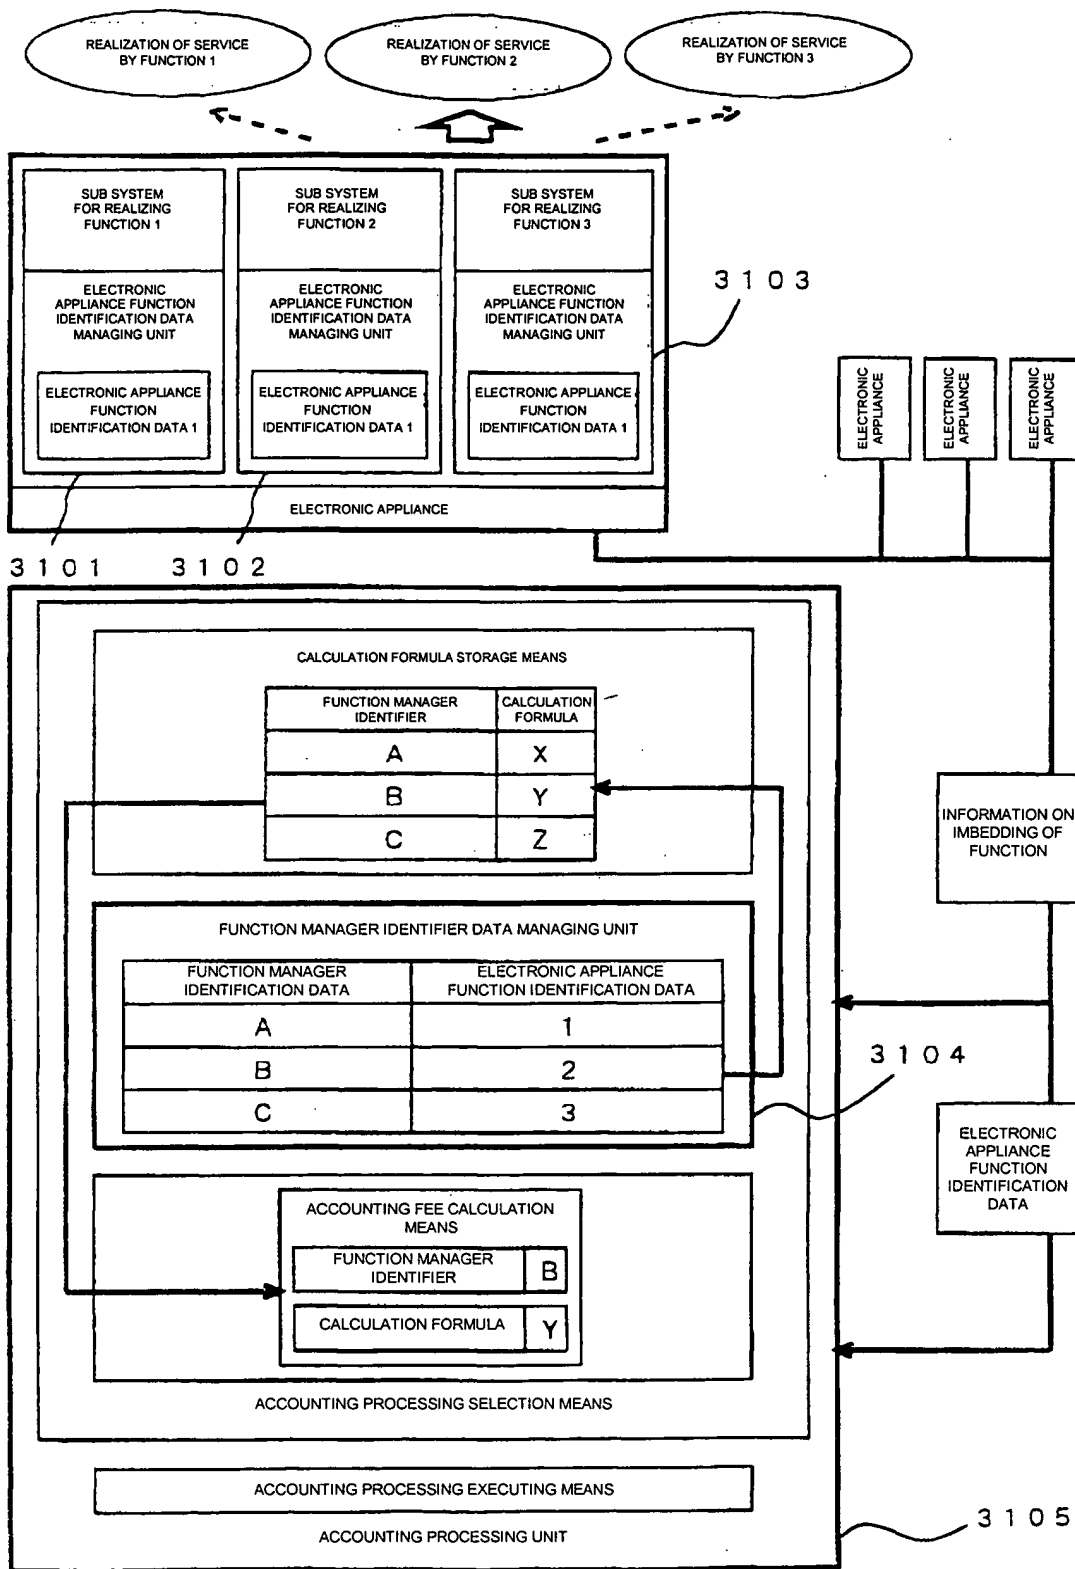 REALIZATION OF SERVICE
BY FUNCTION 1
REALIZATION OF SERVICE
BY FUNCTION 2
REALIZATION OF SERVICE
BY FUNCTION 3
SUB SYSTEM
FOR REALIZING
FUNCTION 1
SUB SYSTEM
FOR REALIZING
FUNCTION 2
SUB SYSTEM
FOR REALIZING
FUNCTION 3
ELECTRONIC
APPLIANCE FUNCTION
IDENTIFICATION DATA
MANAGING UNIT
ELECTRONIC
APPLIANCE FUNCTION
IDENTIFICATION DATA
MANAGING UNIT
ELECTRONIC
APPLIANCE FUNCTION
IDENTIFICATION DATA
MANAGING UNIT
ELECTRONIC APPLIANCE
FUNCTION
IDENTIFICATION DATA 1
ELECTRONIC APPLIANCE
FUNCTION
IDENTIFICATION DATA 1
ELECTRONIC APPLIANCE
FUNCTION
IDENTIFICATION DATA 1
ELECTRONIC APPLIANCE
3103
ELECTRONIC
APPLIANCE
ELECTRONIC
APPLIANCE
ELECTRONIC
APPLIANCE
3101
3102
CALCULATION FORMULA STORAGE MEANS
FUNCTION MANAGER
IDENTIFIER
CALCULATION
FORMULA
A X
B Y
C Z
INFORMATION ON
IMBEDDING OF
FUNCTION
FUNCTION MANAGER IDENTIFIER DATA MANAGING UNIT
FUNCTION MANAGER
IDENTIFICATION DATA
ELECTRONIC APPLIANCE
FUNCTION IDENTIFICATION DATA
A 1
B 2
C 3
3104
ELECTRONIC
APPLIANCE
FUNCTION
IDENTIFICATION
DATA
ACCOUNTING FEE CALCULATION
MEANS
FUNCTION MANAGER
IDENTIFIER
B
CALCULATION FORMULA Y
ACCOUNTING PROCESSING SELECTION MEANS
ACCOUNTING PROCESSING EXECUTING MEANS
ACCOUNTING PROCESSING UNIT
3105